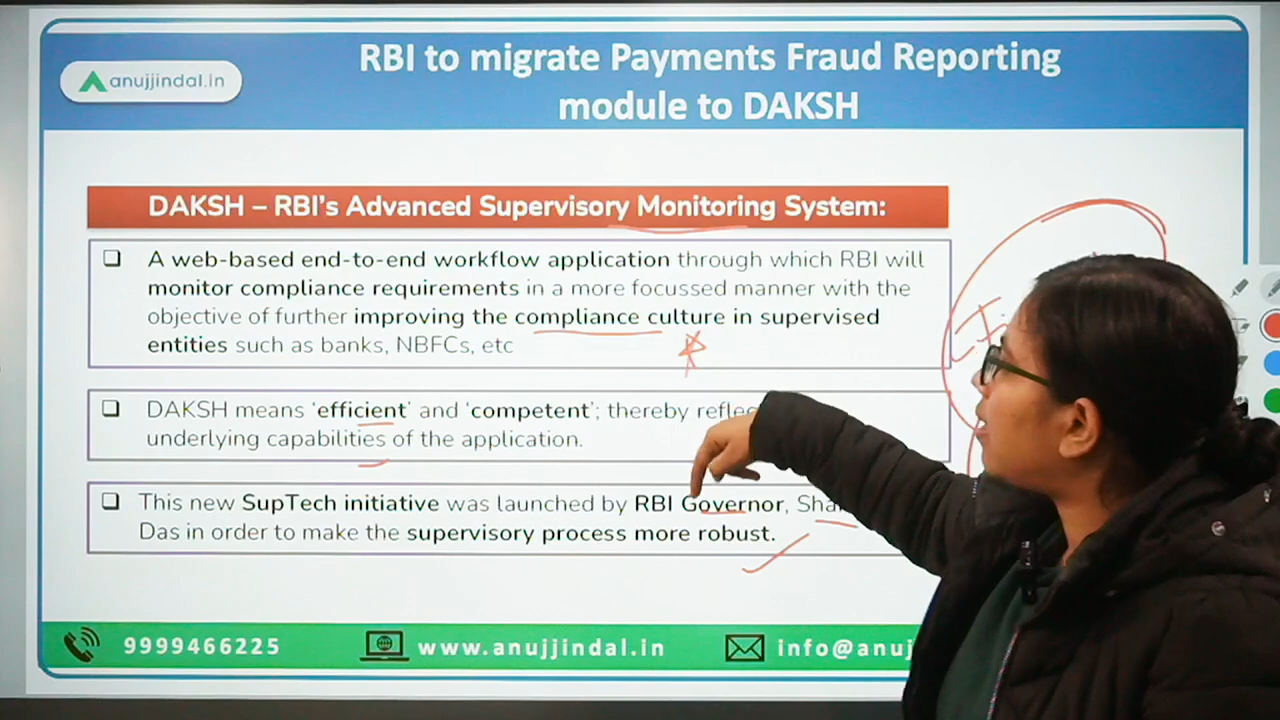 RBI to migrate Payments Fraud Reporting
module to DAKSH
anujjindal.in
DAKSH – RBI's Advanced Supervisory Monitoring System:
❑ A web-based end-to-end workflow application through which RBI will
monitor compliance requirements in a more focussed manner with the
objective of further improving the compliance culture in supervised
entities such as banks, NBFCs, etc
❑ DAKSH means 'efficient' and 'competent'; thereby
underlying capabilities of the application.
❑ This new SupTech initiative was launched by RBI Governor,
Das in order to make the supervisory process more robust.
9999466225
www.anujjindal.in
info@anuj